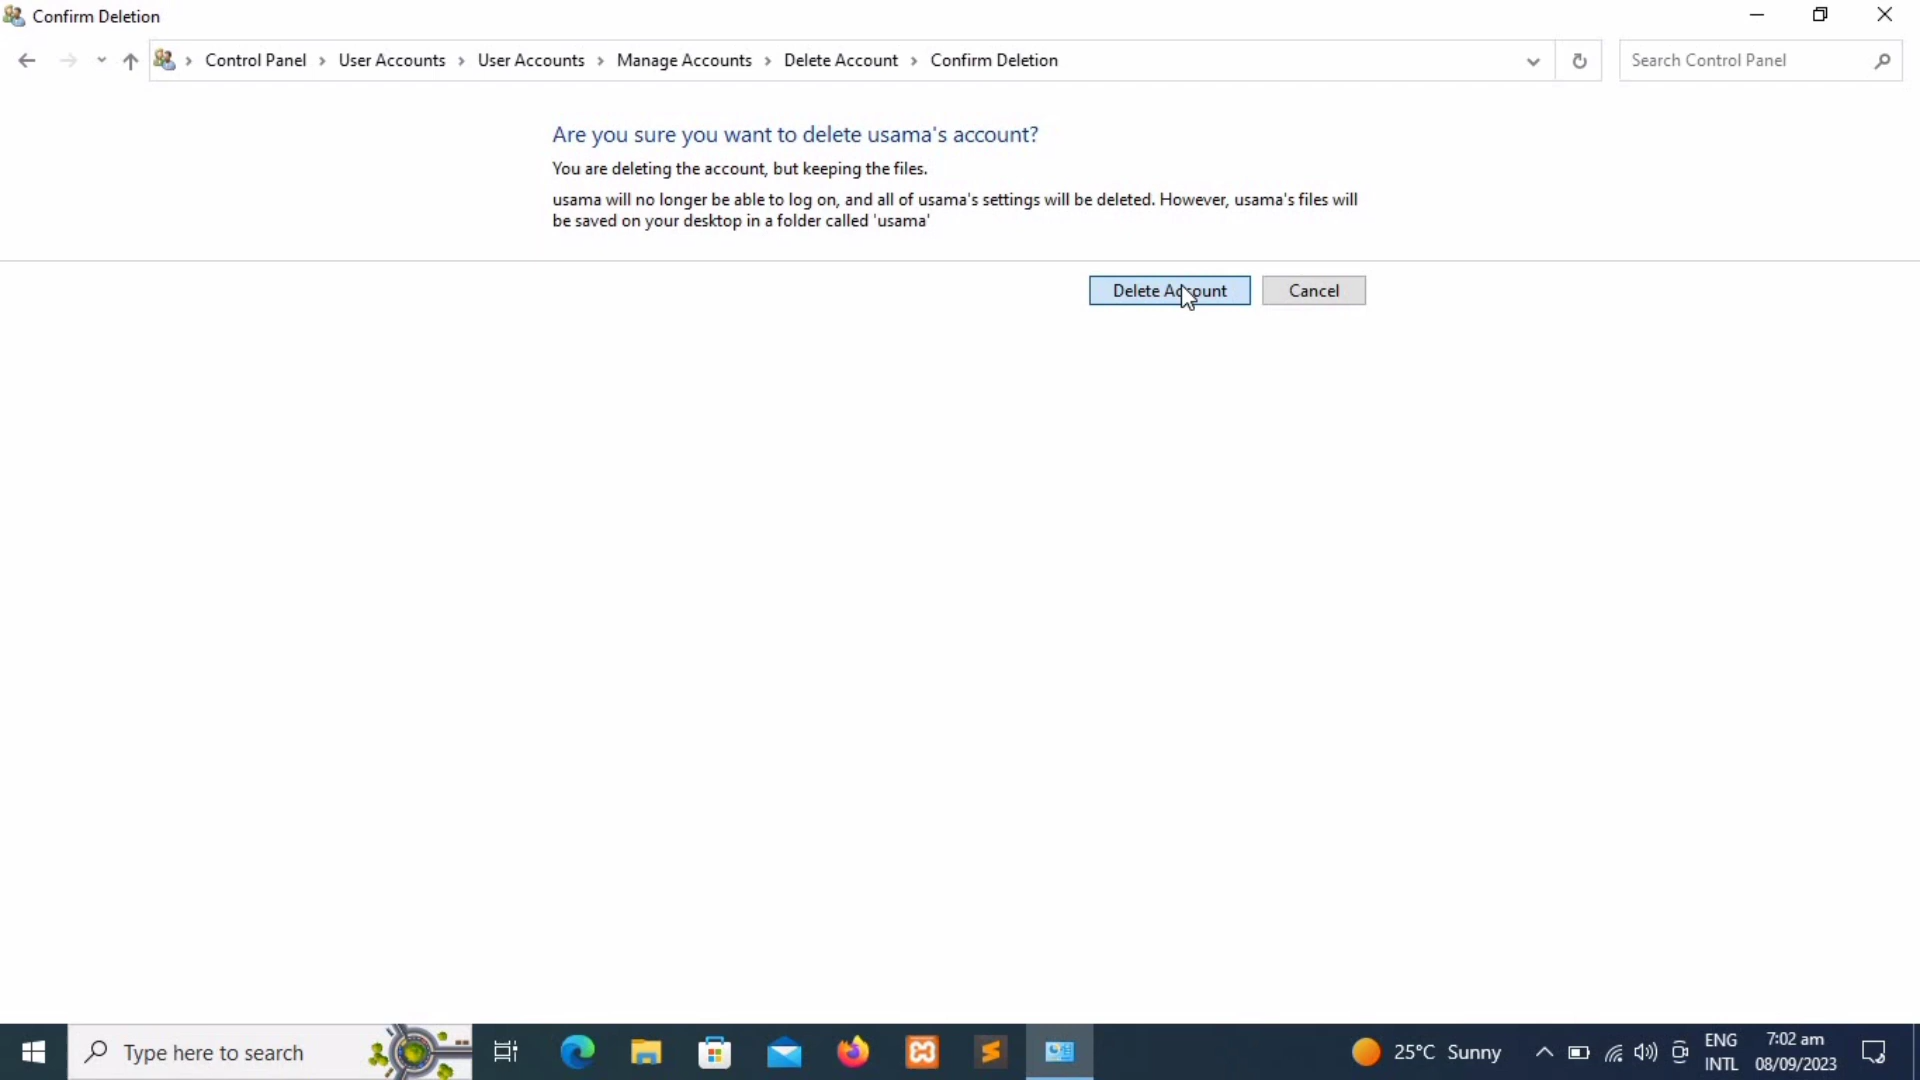 Confirm Deletion
Control Panel > User Accounts > User Accounts > Manage Accounts > Delete Account > Confirm Deletion
Search Control Panel
Are you sure you want to delete usama's account?
You are deleting the account, but keeping the files.
usama will no longer be able to log on, and all of usama's settings will be deleted. However, usama's files will
be saved on your desktop in a folder called 'usama'
Delete Account
Cancel
Type here to search
25°C Sunny
ENG
INTL
7:02 am
08/09/2023